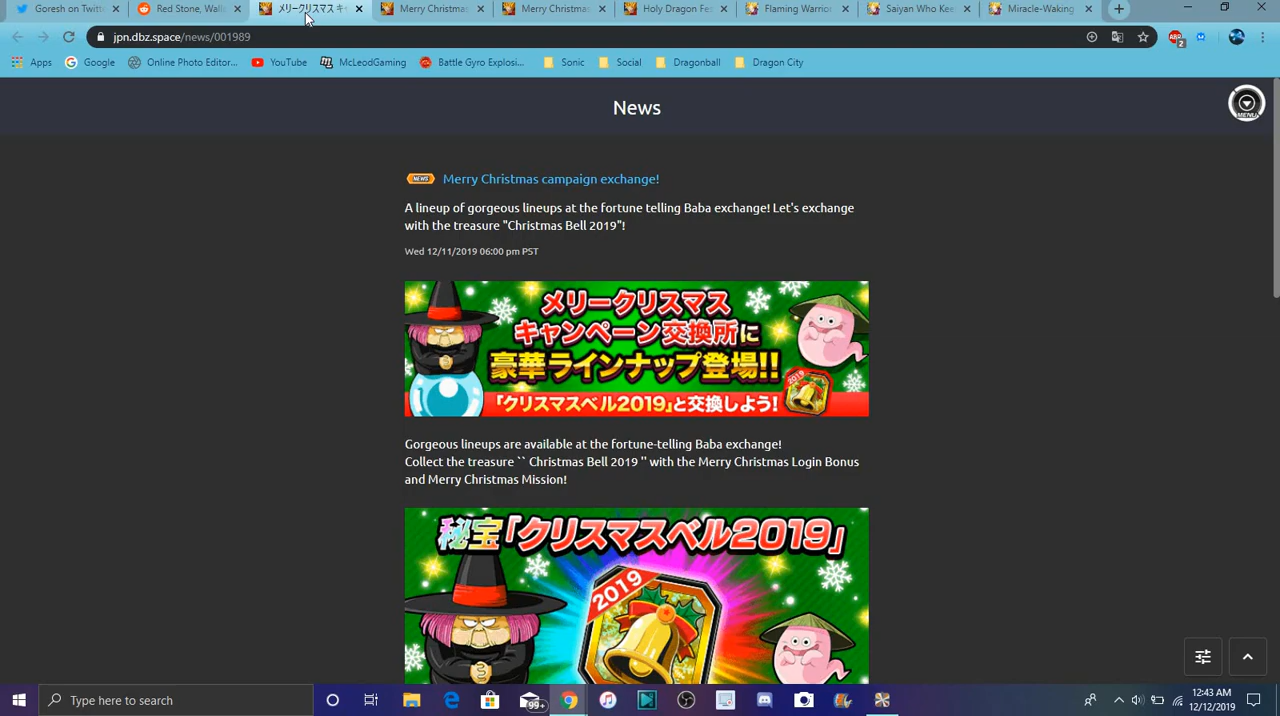 Goresh on Twitt
Red Stone, Walle
メリークリスマス キャ
Merry Christmas
Merry Christmas
Holy Dragon Fes
Flaming Warrior
Saiyan Who Kee
Miracle-Waking
jpn.dbz.space/news/001989
ABP
2
Apps
Google
Online Photo Editor...
YouTube
McLeodGaming
Battle Gyro Explosi...
Sonic
Social
Dragonball
Dragon City
News
MENU
NEWS
Merry Christmas campaign exchange!
A lineup of gorgeous lineups at the fortune telling Baba exchange! Let's exchange
with the treasure "Christmas Bell 2019"!
Wed 12/11/2019 06:00 pm PST
メリークリスマス
キャンペーン交換所に
豪華ラインナップ登場!!
2019
「クリスマスベル2019」と交換しよう!
Gorgeous lineups are available at the fortune-telling Baba exchange!
Collect the treasure `` Christmas Bell 2019 '' with the Merry Christmas Login Bonus
and Merry Christmas Mission!
秘宝「クリスマスベル2019」
2019
Type here to search
99+
2:43 AM
12/12/2019